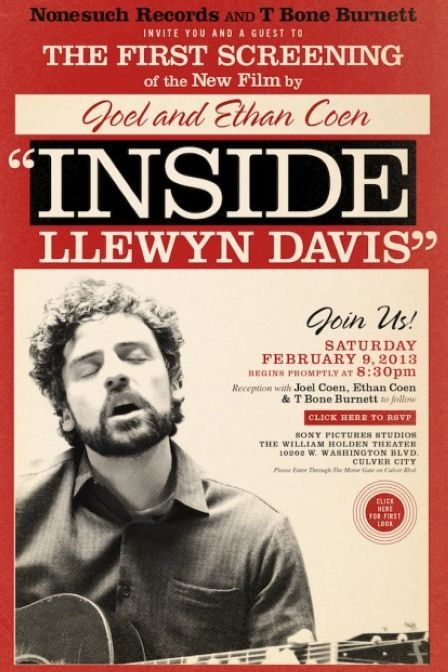 Nonesuch Records AND T Bone Burnett
INVITE YOU AND A GUEST TO
THE FIRST SCREENING
of the New Film by
Joel and Ethan Coen
“INSIDE
LLEWYN DAVIS”
Join Us!
SATURDAY
FEBRUARY 9, 2013
BEGINS PROMPTLY AT 8:30pm
Reception with Joel Coen, Ethan Coen
& T Bone Burnett to follow
CLICK HERE TO RSVP
SONY PICTURES STUDIOS
THE WILLIAM HOLDEN THEATER
10202 W. WASHINGTON BLVD.
CULVER CITY
Please Enter Through The Motor Gate on Culver Blvd.
CLICK
HERE
FOR FIRST
LOOK